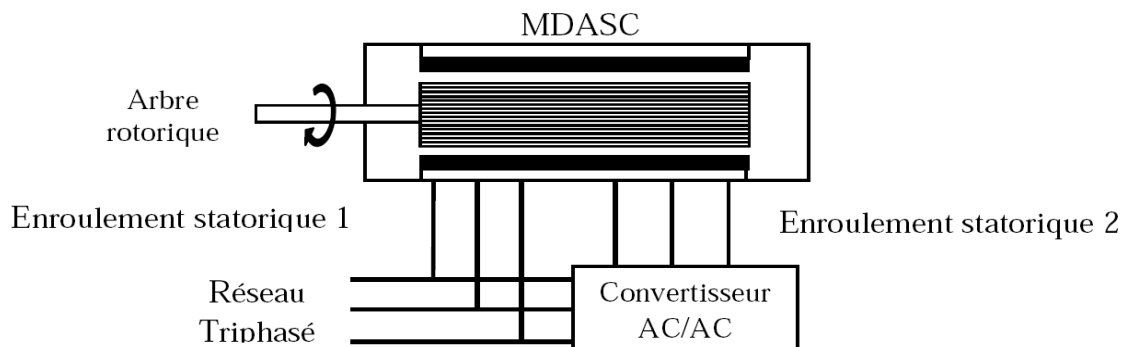 MDASC
Arbre
rotorique
Enroulement statorique 1
Enroulement statorique 2
Réseau
Triphasé
Convertisseur
AC/AC